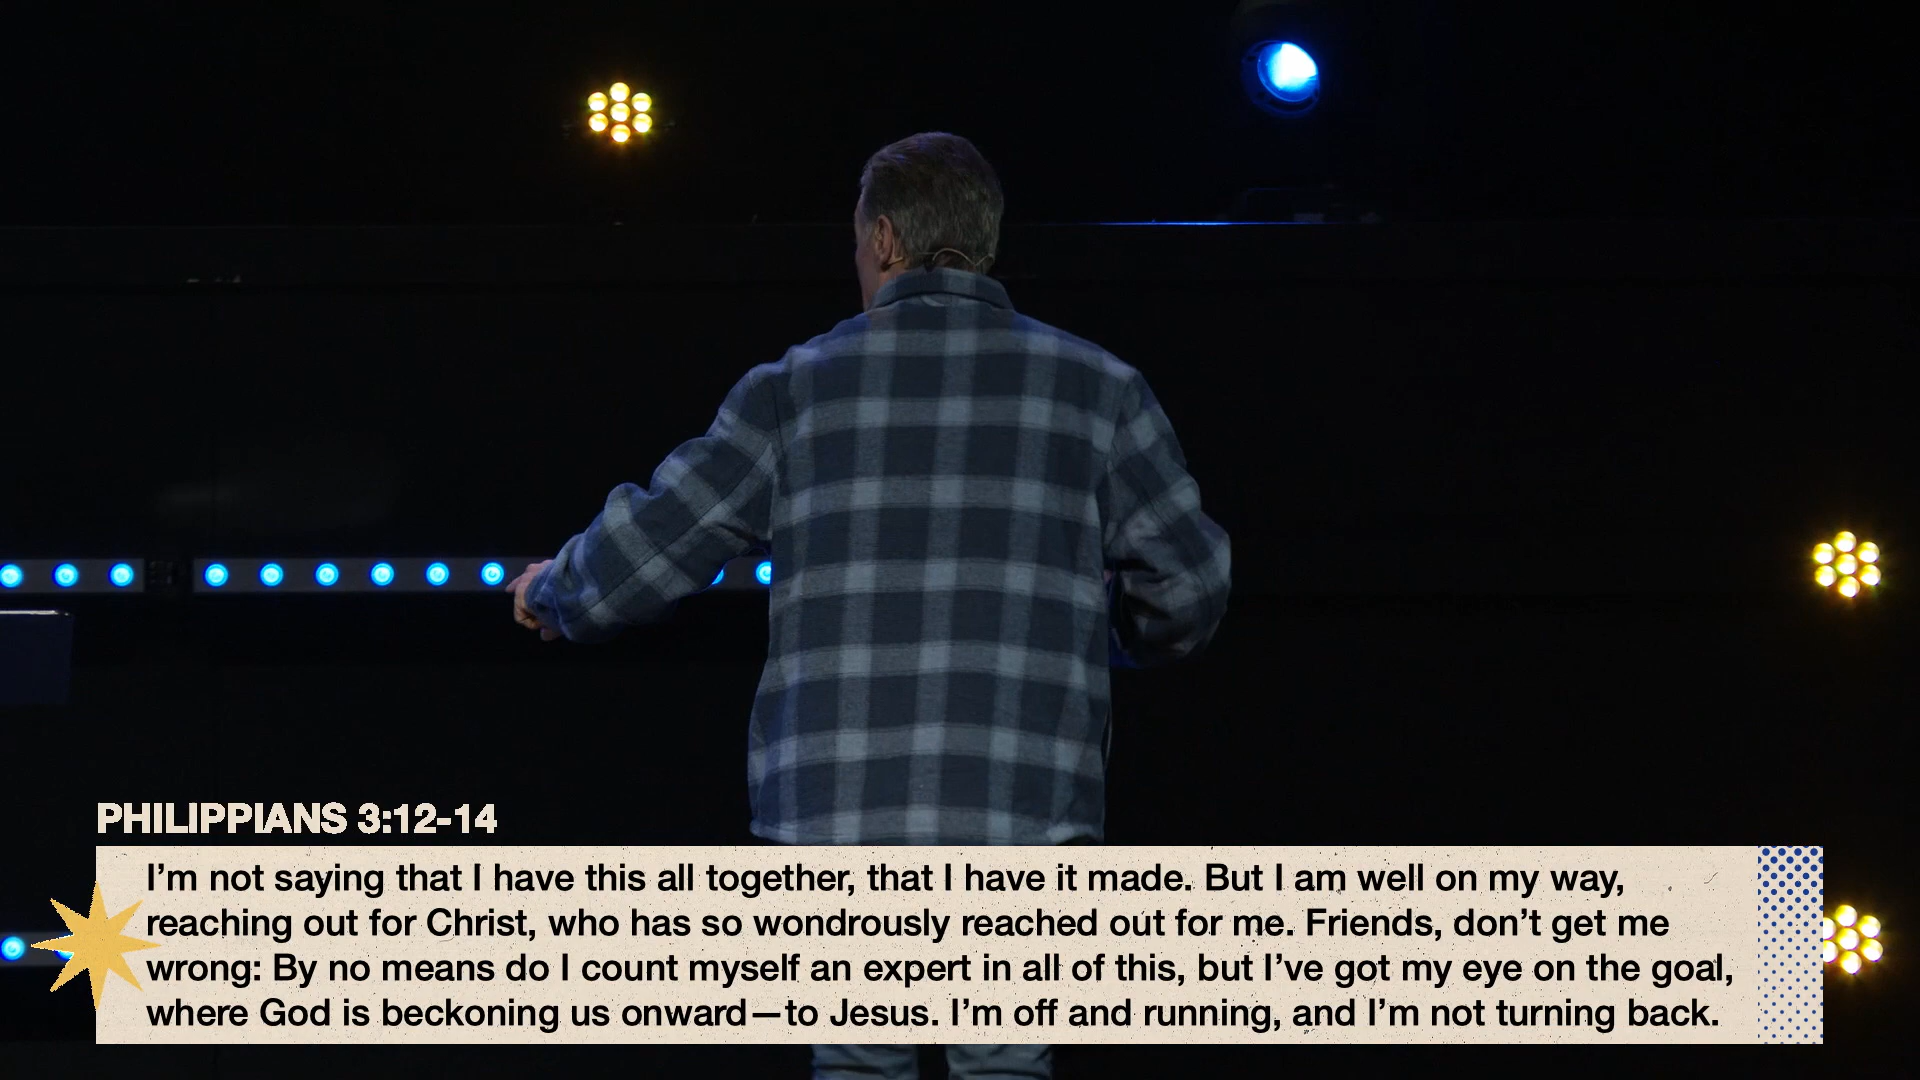 PHILIPPIANS 3:12-14
I’m not saying that I have this all together, that I have it made. But I am well on my way,
reaching out for Christ, who has so wondrously reached out for me. Friends, don’t get me
wrong: By no means do I count myself an expert in all of this, but I’ve got my eye on the goal,
where God is beckoning us onward—to Jesus. I’m off and running, and I’m not turning back.